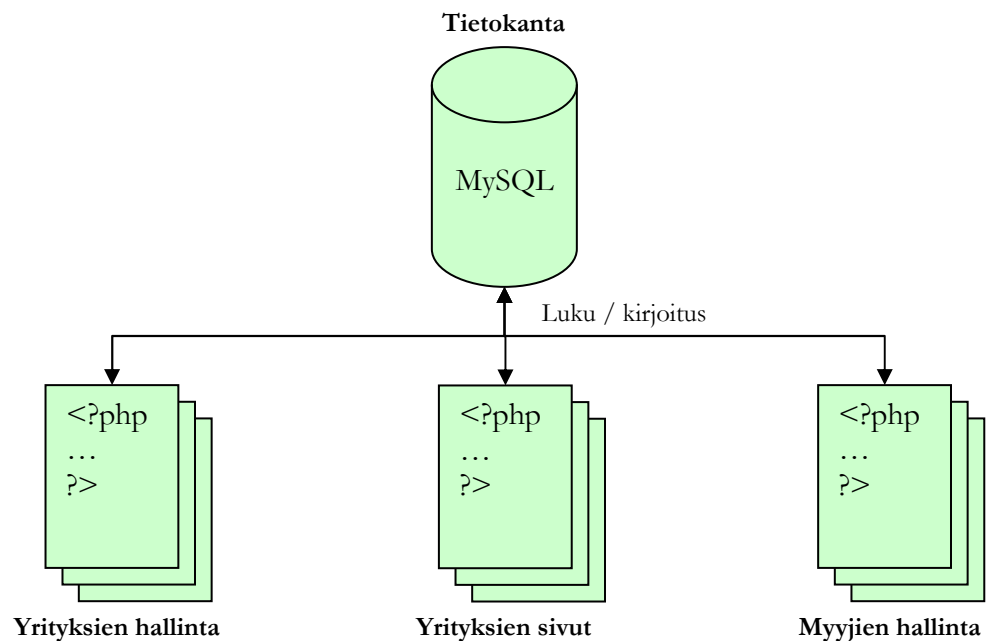 Tietokanta
MySQL
Luku / kirjoitus
<?php
...
?>
<?php
...
?>
<?php
...
?>
Yrityksien hallinta
Yrityksien sivut
Myyjien hallinta